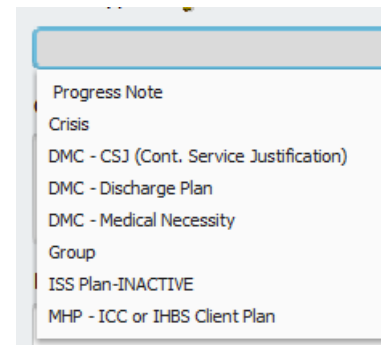 Progress Note
Crisis
DMC - CSJ (Cont. Service Justification)
DMC - Discharge Plan
DMC - Medical Necessity
Group
ISS Plan-INACTIVE
MHP - ICC or IHBS Client Plan